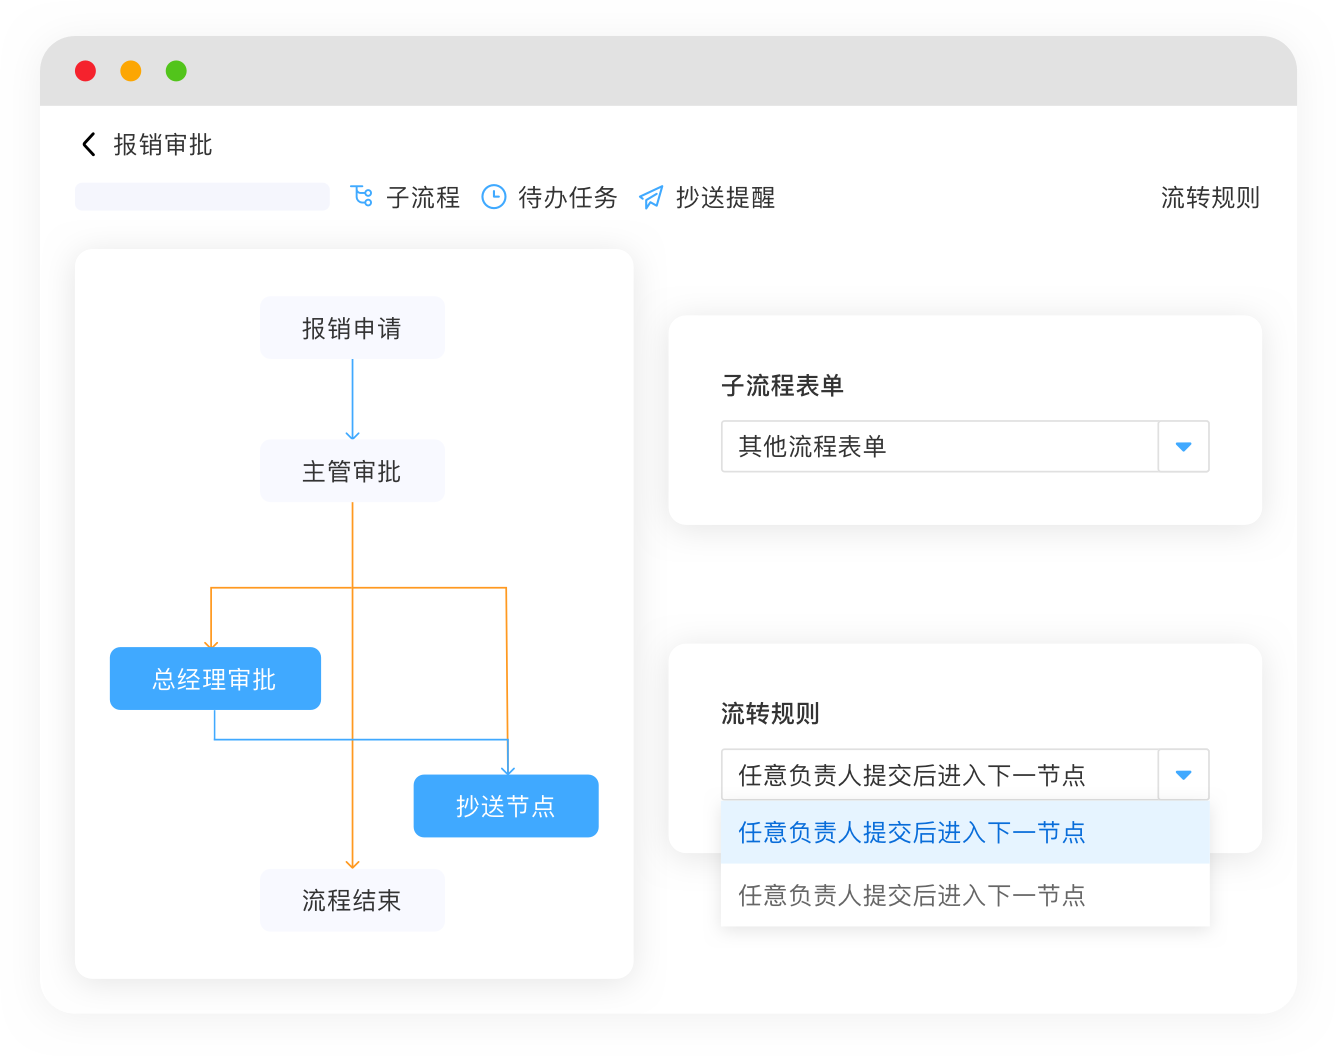 报销审批
子流程 待办任务 抄送提醒 流转规则
报销申请
主管审批
总经理审批
抄送节点
流程结束
子流程表单
其他流程表单
流转规则
任意负责人提交后进入下一节点
任意负责人提交后进入下一节点
任意负责人提交后进入下一节点